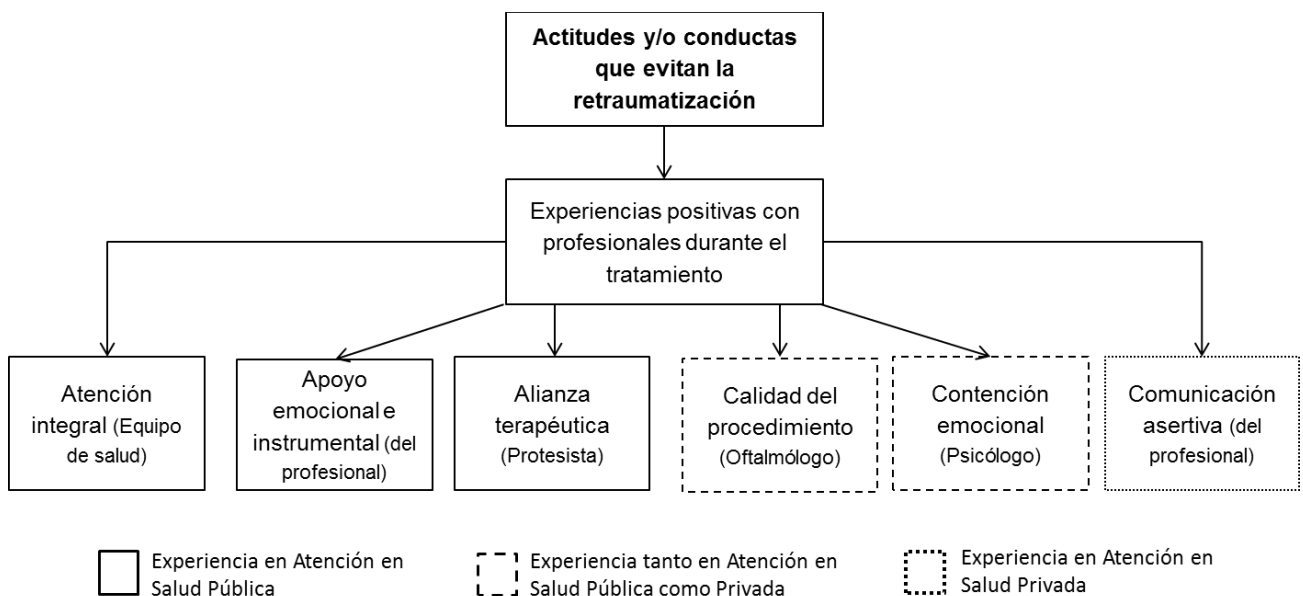 Actitudes y/o conductas
que evitan la
retraumatización
Experiencias positivas con
profesionales durante el
tratamiento
Atención
integral (Equipo
de salud)
Apoyo
emocional e
instrumental (del
profesional)
Alianza
terapéutica
(Protesista)
Calidad del
procedimiento
(Oftalmólogo)
Contención
emocional
(Psicólogo)
Comunicación
asertiva (del
profesional)
Experiencia en Atención en
Salud Pública
Experiencia tanto en Atención en
Salud Pública como Privada
Experiencia en Atención en
Salud Privada